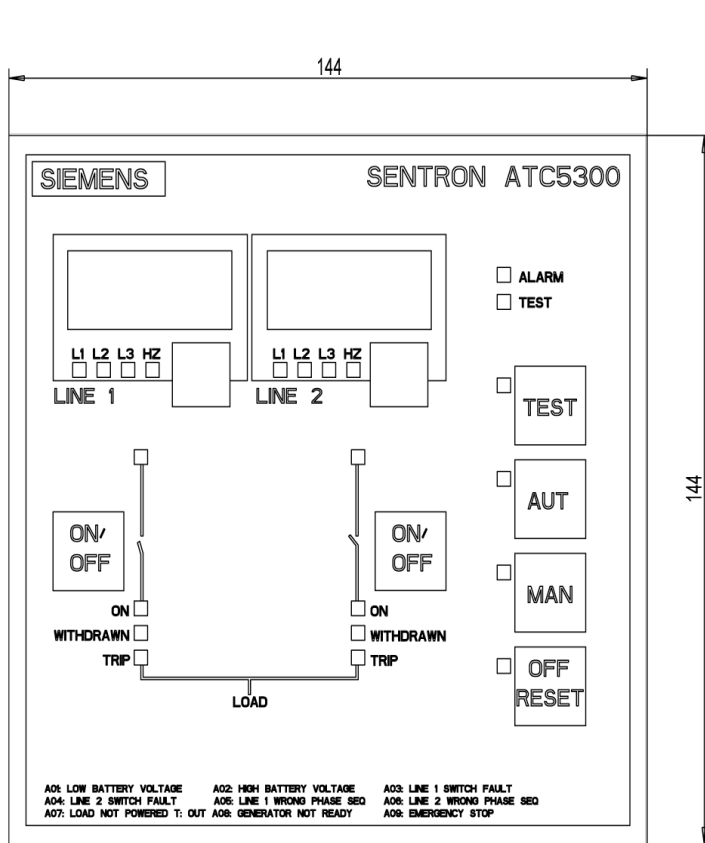 144
SIEMENS SENTRON ATC5300
ALARM
TEST
L1 L2 L3 HZ L1 L2 L3 HZ
LINE 1 LINE 2
TEST
AUT
144
ON/ ON/
OFF OFF
MAN
ON ON
WITHDRAWN WITHDRAWN
TRIP TRIP
OFF
RESET
LOAD
A01: LOW BATTERY VOLTAGE A02: HIGH BATTERY VOLTAGE A03: LINE 1 SWITCH FAULT
A04: LINE 2 SWITCH FAULT A05: LINE 1 WRONG PHASE SEQ A06: LINE 2 WRONG PHASE SEQ
A07: LOAD NOT POWERED T: OUT A08: GENERATOR NOT READY A09: EMERGENCY STOP